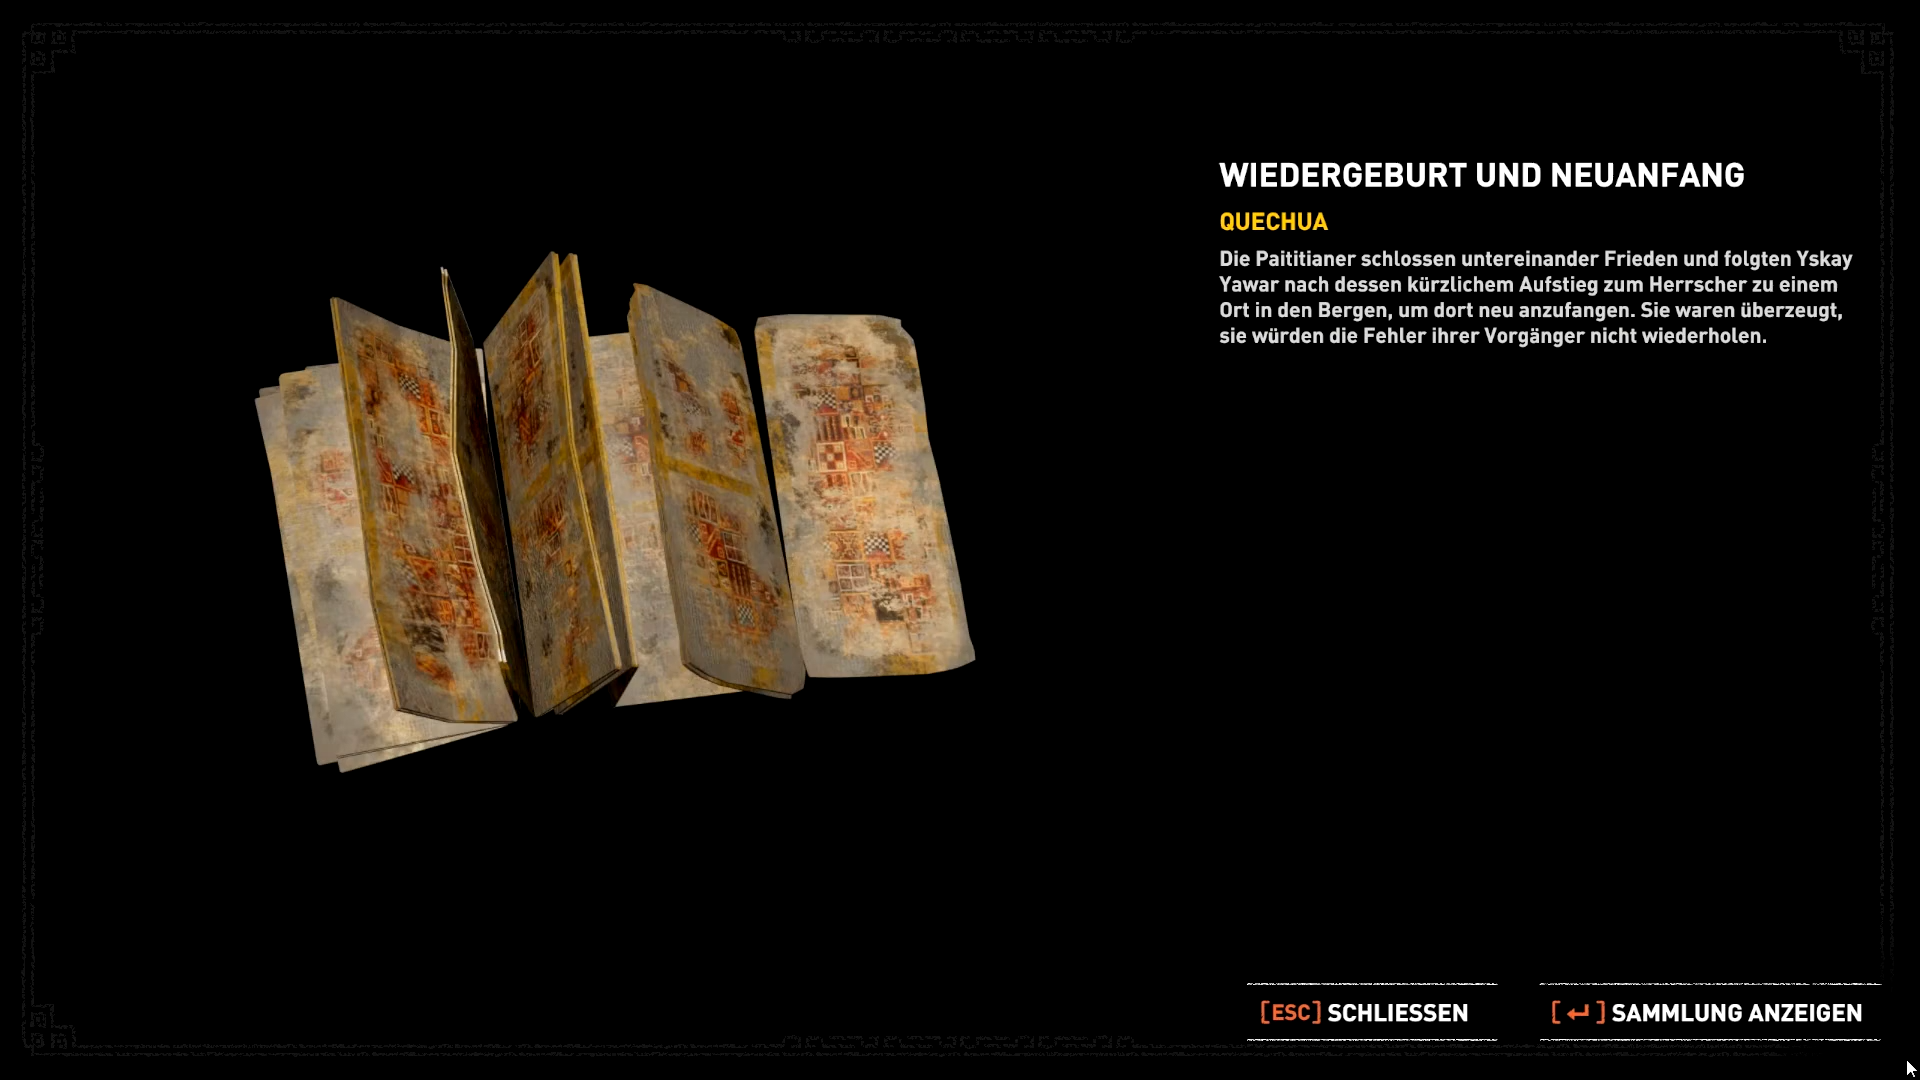 WIEDERGEBURT UND NEUANFANG
QUECHUA
Die Paititianer schlossen untereinander Frieden und folgten Yskay
Yawar nach dessen kürzlichem Aufstieg zum Herrscher zu einem
Ort in den Bergen, um dort neu anzufangen. Sie waren überzeugt,
sie würden die Fehler ihrer Vorgänger nicht wiederholen.
[ESC] SCHLIESSEN
[↵] SAMMLUNG ANZEIGEN